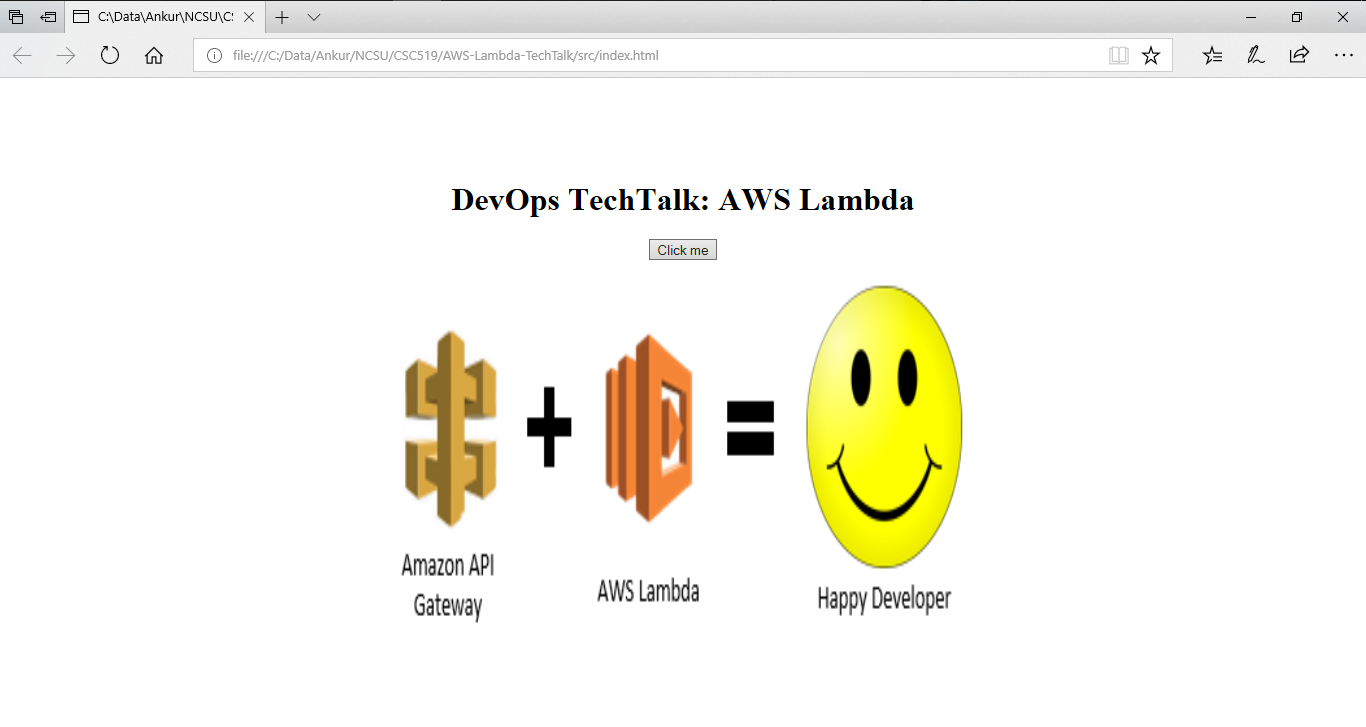 C:\Data\Ankur\NCSU\CS
file:///C:/Data/Ankur/NCSU/CSC519/AWS-Lambda-TechTalk/src/index.html
DevOps TechTalk: AWS Lambda
Click me
Amazon API
Gateway
AWS Lambda
Happy Developer